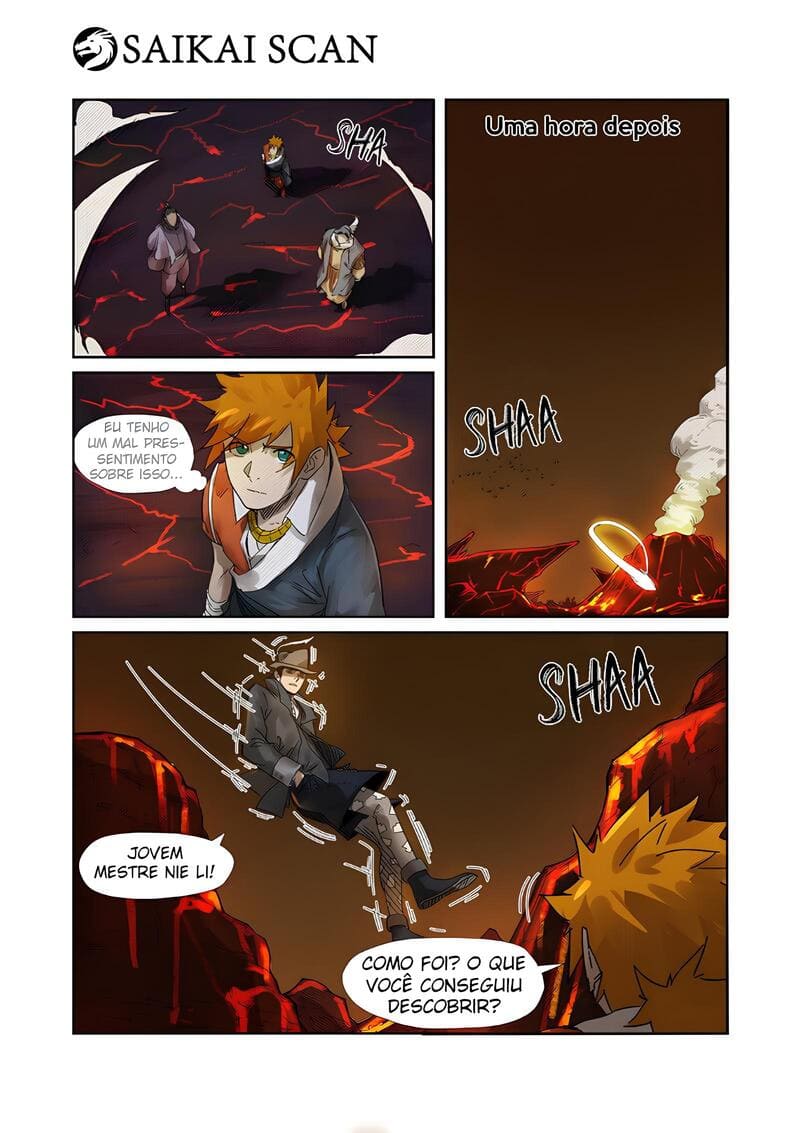 SAIKAI SCAN
SHA
Uma hora depois
SHAA
EU TENHO
UM MAL PRES-
SENTIMENTO
SOBRE ISSO...
SHAA
JOVEM
MESTRE NIE LI!
COMO FOI? O QUE
VOCÊ CONSEGUIU
DESCOBRIR?